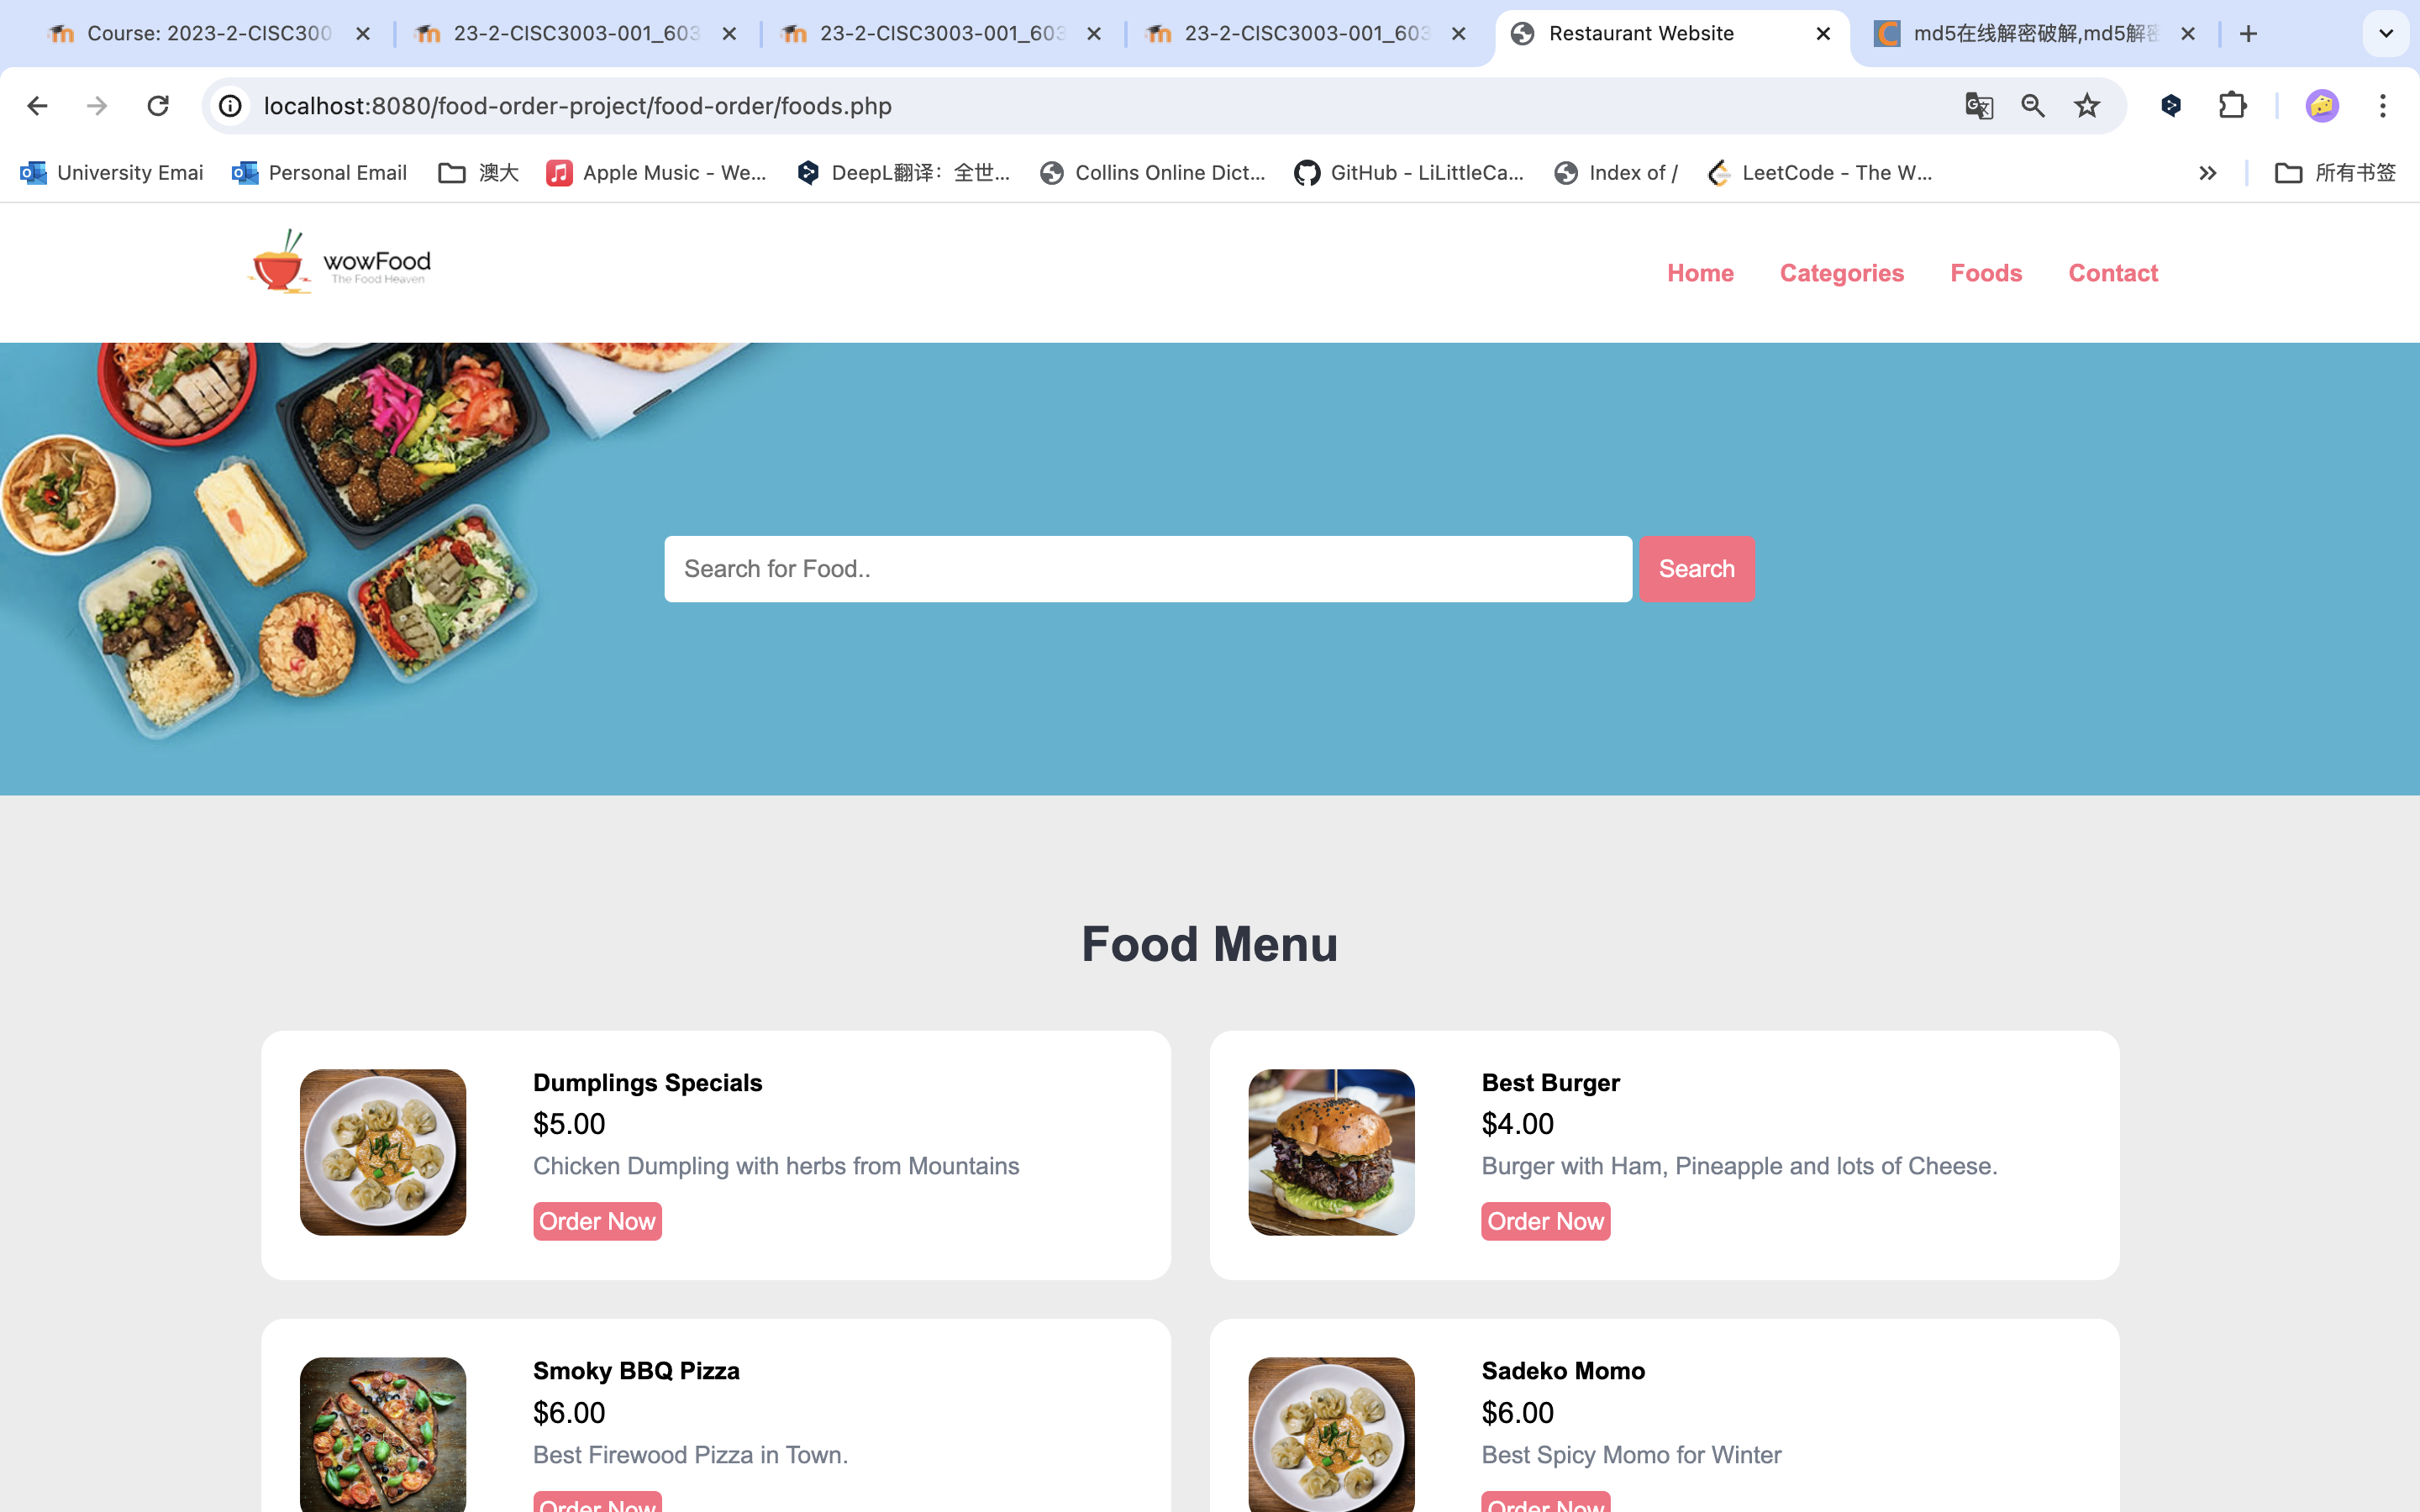 Course: 2023-2-CISC300
23-2-CISC3003-001_603
23-2-CISC3003-001_603
23-2-CISC3003-001_603
Restaurant Website
md5在线解密破解,md5解密
localhost:8080/food-order-project/food-order/foods.php
University Emai
Personal Email
澳大
Apple Music - We...
DeepL翻译：全世...
Collins Online Dict...
GitHub - LiLittleCa...
Index of /
LeetCode - The W...
所有书签
wowFood
The Food Heaven
Home
Categories
Foods
Contact
Search for Food..
Search
Food Menu
Dumplings Specials
$5.00
Chicken Dumpling with herbs from Mountains
Order Now
Best Burger
$4.00
Burger with Ham, Pineapple and lots of Cheese.
Order Now
Smoky BBQ Pizza
$6.00
Best Firewood Pizza in Town.
Order Now
Sadeko Momo
$6.00
Best Spicy Momo for Winter
Order Now